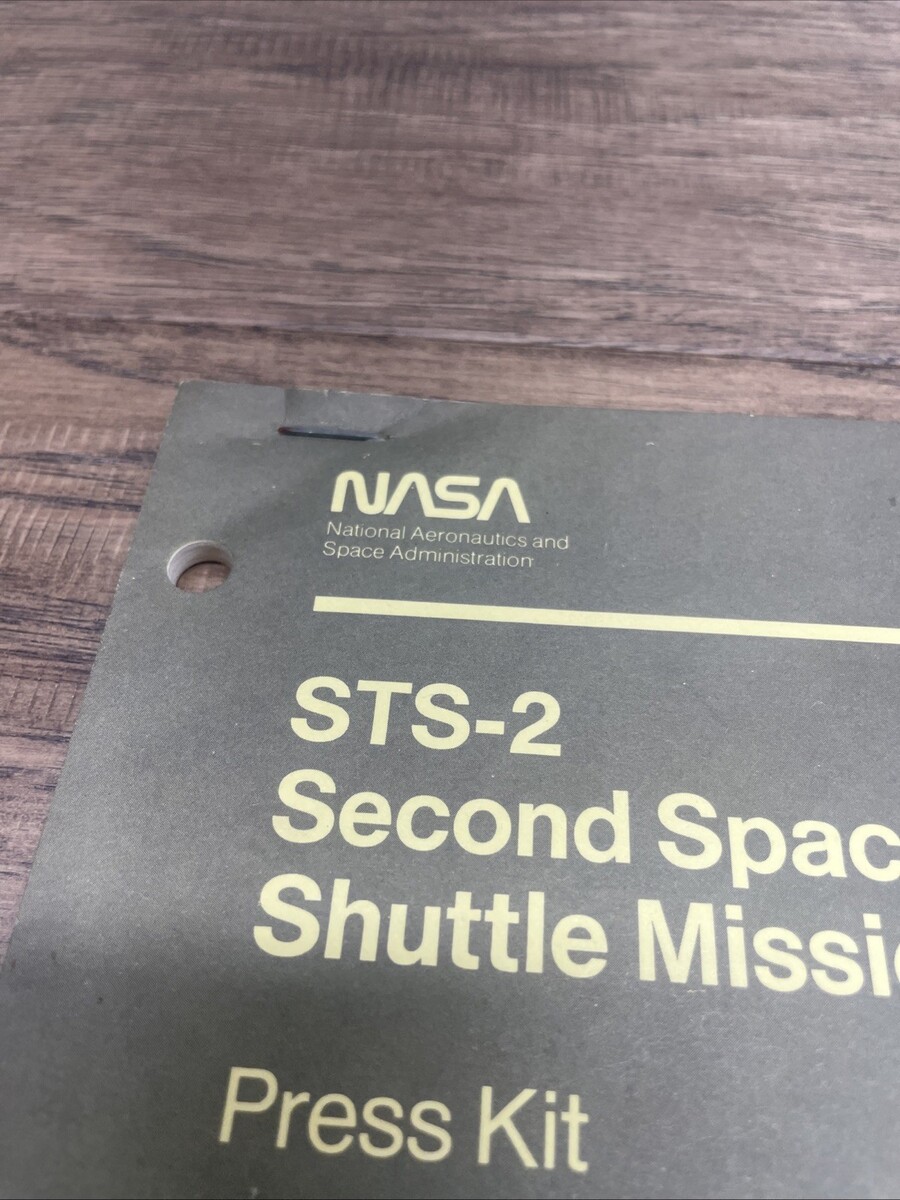 NASA
National Aeronautics and
Space Administration
STS-2
Second Spac
Shuttle Missi
Press Kit